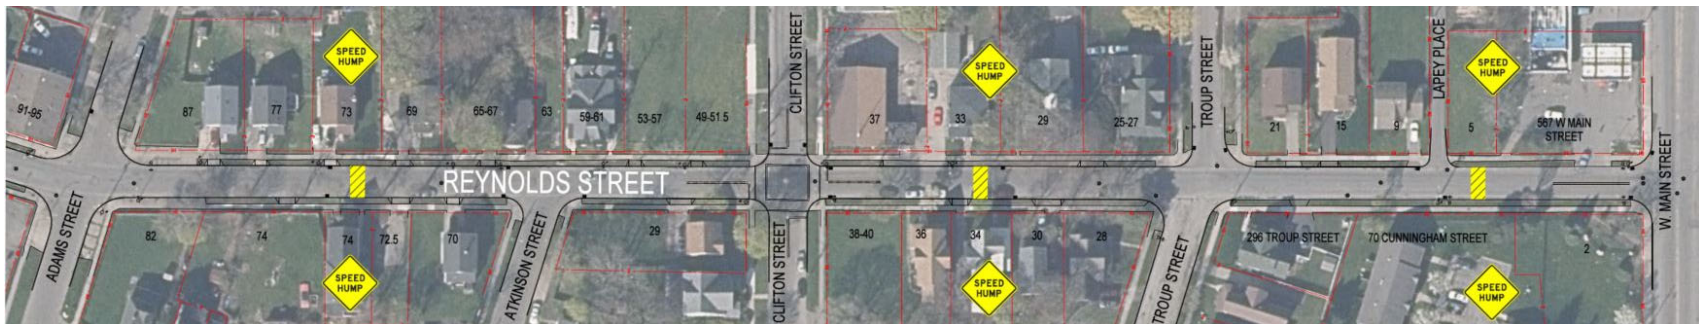 SPEED
HUMP
SPEED
HUMP
SPEED
HUMP
91-95
87
77
73
69
65-67
63
59-61
53-57
49-51.5
CLIFTON STREET
37
33
29
25-27
TROUP STREET
21
15
9
LAPEY PLACE
5
567 W MAIN
STREET
REYNOLDS STREET
W. MAIN STREET
ADAMS STREET
82
74
74
72.5
70
ATKINSON STREET
29
CLIFTON STREET
38-40
36
34
30
28
TROUP STREET
296 TROUP STREET
70 CUNNINGHAM STREET
2
SPEED
HUMP
SPEED
HUMP
SPEED
HUMP